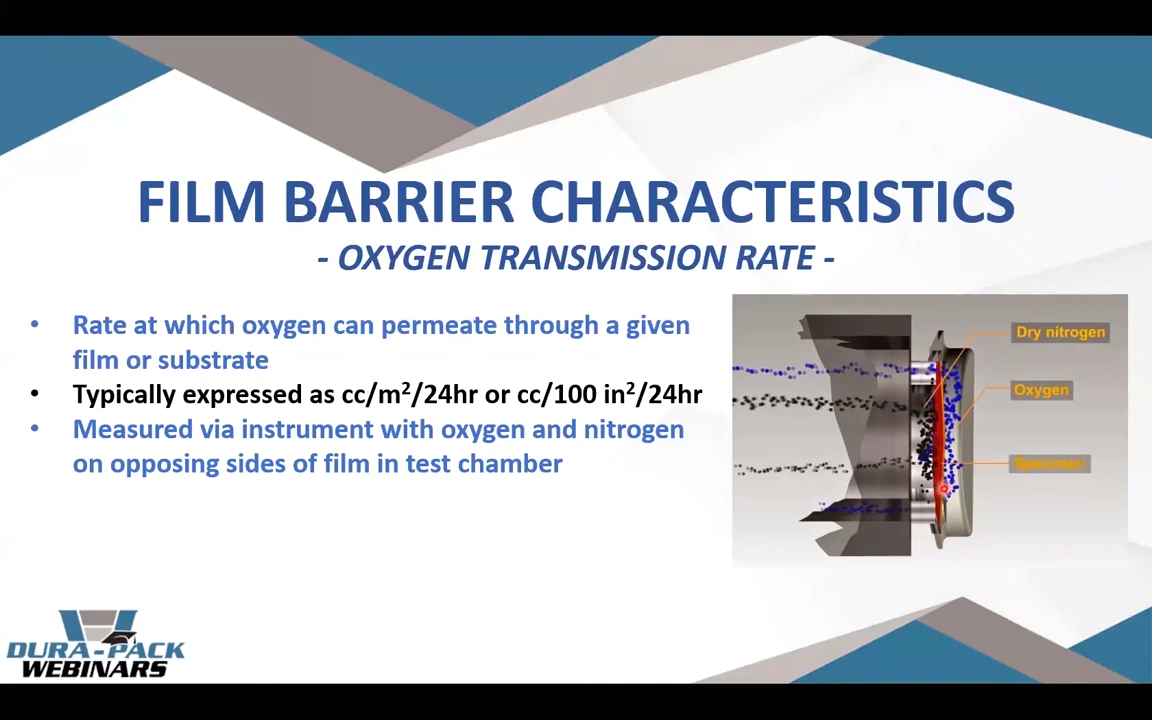 FILM BARRIER CHARACTERISTICS
- OXYGEN TRANSMISSION RATE -
• Rate at which oxygen can permeate through a given
film or substrate
• Typically expressed as cc/m²/24hr or cc/100 in²/24hr
• Measured via instrument with oxygen and nitrogen
on opposing sides of film in test chamber
Dry nitrogen
Oxygen
Specimen
DURA-PACK
WEBINARS